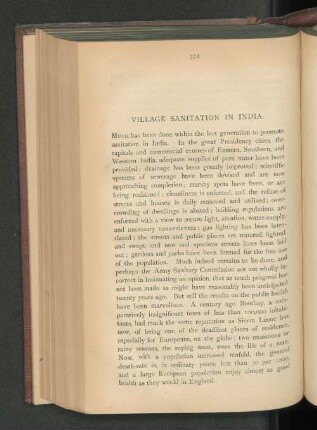 774
VILLAGE SANITATION IN INDIA.
MUCH has been done within the last generation to promote
sanitation in India. In the great Presidency cities, the
capitals and commercial centres of Eastern, Southern, and
Western India, adequate supplies of pure water have been
provided: drainage has been greatly improved: scientific
systems of sewerage have been devised and are now
approaching completion: marshy spots have been, or are
being, reclaimed: cleanliness is enforced, and the refuse of
streets and houses is daily removed and utilised: over-
crowding of dwellings is abated: building regulations are
enforced with a view to secure light, aëration, water-supply,
and necessary conveniences: gas lighting has been intro-
duced: the streets and public places are watered, lighted,
and swept; and new and spacious streets have been laid
out: gardens and parks have been formed for the free use
of the population. Much indeed remains to be done, and
perhaps the Army Sanitary Commission are not wholly in-
correct in insinuating an opinion, that as much progress has
not been made as might have reasonably been anticipated
twenty years ago. But still the results on the public health
have been marvellous. A century ago Bombay, a com-
paratively insignificant town of less than 100,000 inhabi-
tants, had much the same reputation as Sierra Leone has
now, of being one of the deadliest places of residence,
especially for Europeans, on the globe; two monsoons or
rainy seasons, the saying went, were the life of a man.
Now, with a population increased sixfold, the general
death-rate is, in ordinary years, less than 30 per 1000,
and a large European population enjoy almost as good
health as they would in England.